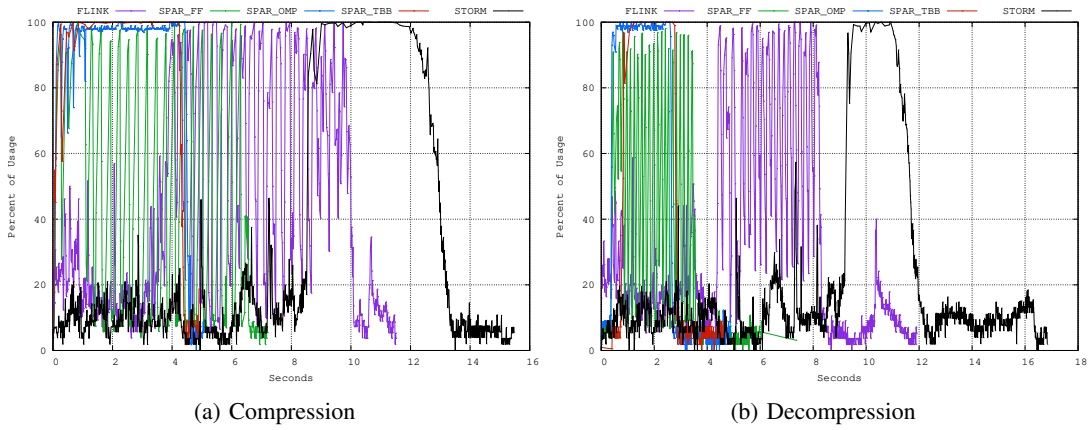 FLINK SPAR_FF SPAR_OMP SPAR_TBB STORM
100
80
60
40
20
0
Percent of Usage
0 2 4 6 8 10 12 14 16
Seconds
(a) Compression
FLINK SPAR_FF SPAR_OMP SPAR_TBB STORM
100
80
60
40
20
0
Percent of Usage
0 2 4 6 8 10 12 14 16 18
Seconds
(b) Decompression